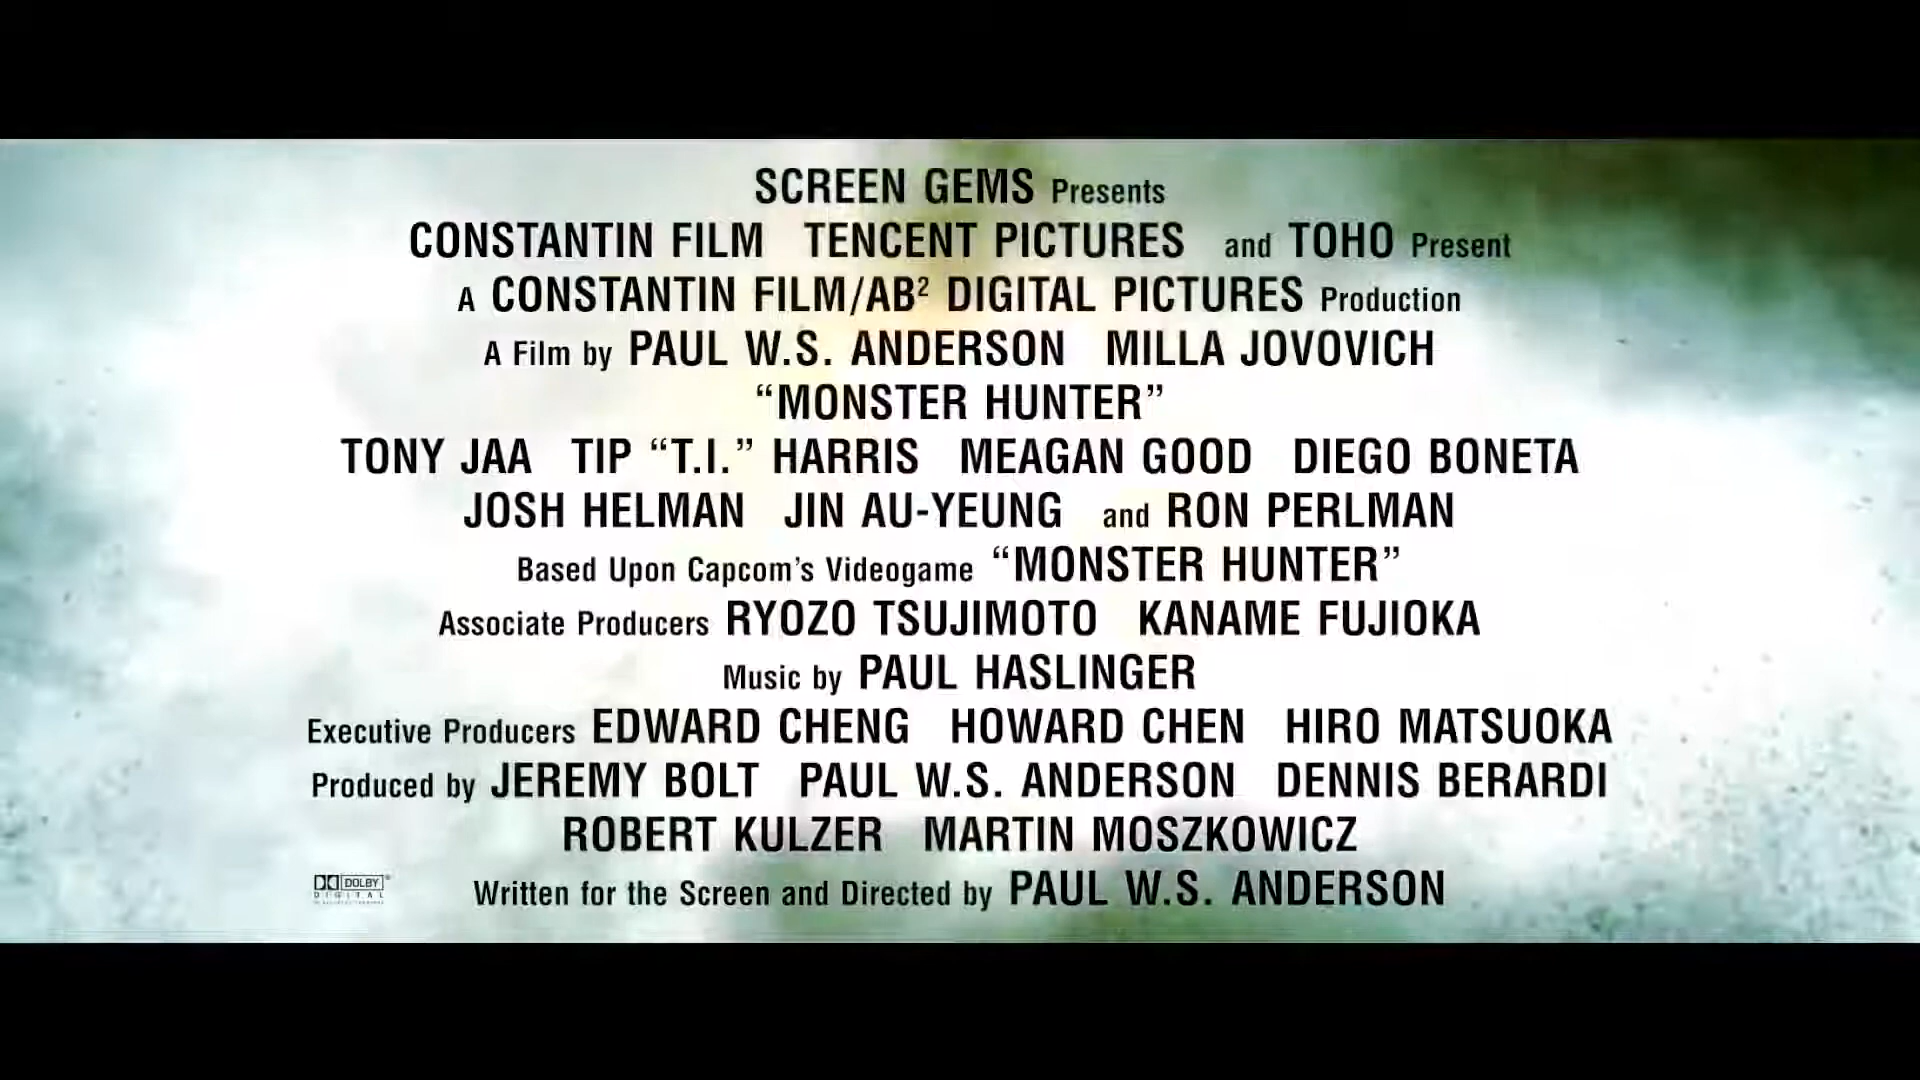 SCREEN GEMS Presents
CONSTANTIN FILM TENCENT PICTURES and TOHO Present
A CONSTANTIN FILM/AB² DIGITAL PICTURES Production
A Film by PAUL W.S. ANDERSON MILLA JOVOVICH
“MONSTER HUNTER”
TONY JAA TIP “T.I.” HARRIS MEAGAN GOOD DIEGO BONETA
JOSH HELMAN JIN AU-YEUNG and RON PERLMAN
Based Upon Capcom’s Videogame “MONSTER HUNTER”
Associate Producers RYOZO TSUJIMOTO KANAME FUJIOKA
Music by PAUL HASLINGER
Executive Producers EDWARD CHENG HOWARD CHEN HIRO MATSUOKA
Produced by JEREMY BOLT PAUL W.S. ANDERSON DENNIS BERARDI
ROBERT KULZER MARTIN MOSZKOWICZ
DOLBY®
DIGITAL
Written for the Screen and Directed by PAUL W.S. ANDERSON